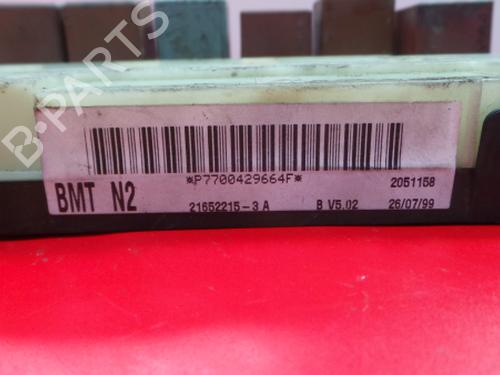 B-PARTS
*P7700429664F*
BMT N2
2051158
21652215-3 A
B V5.02
26/07/99